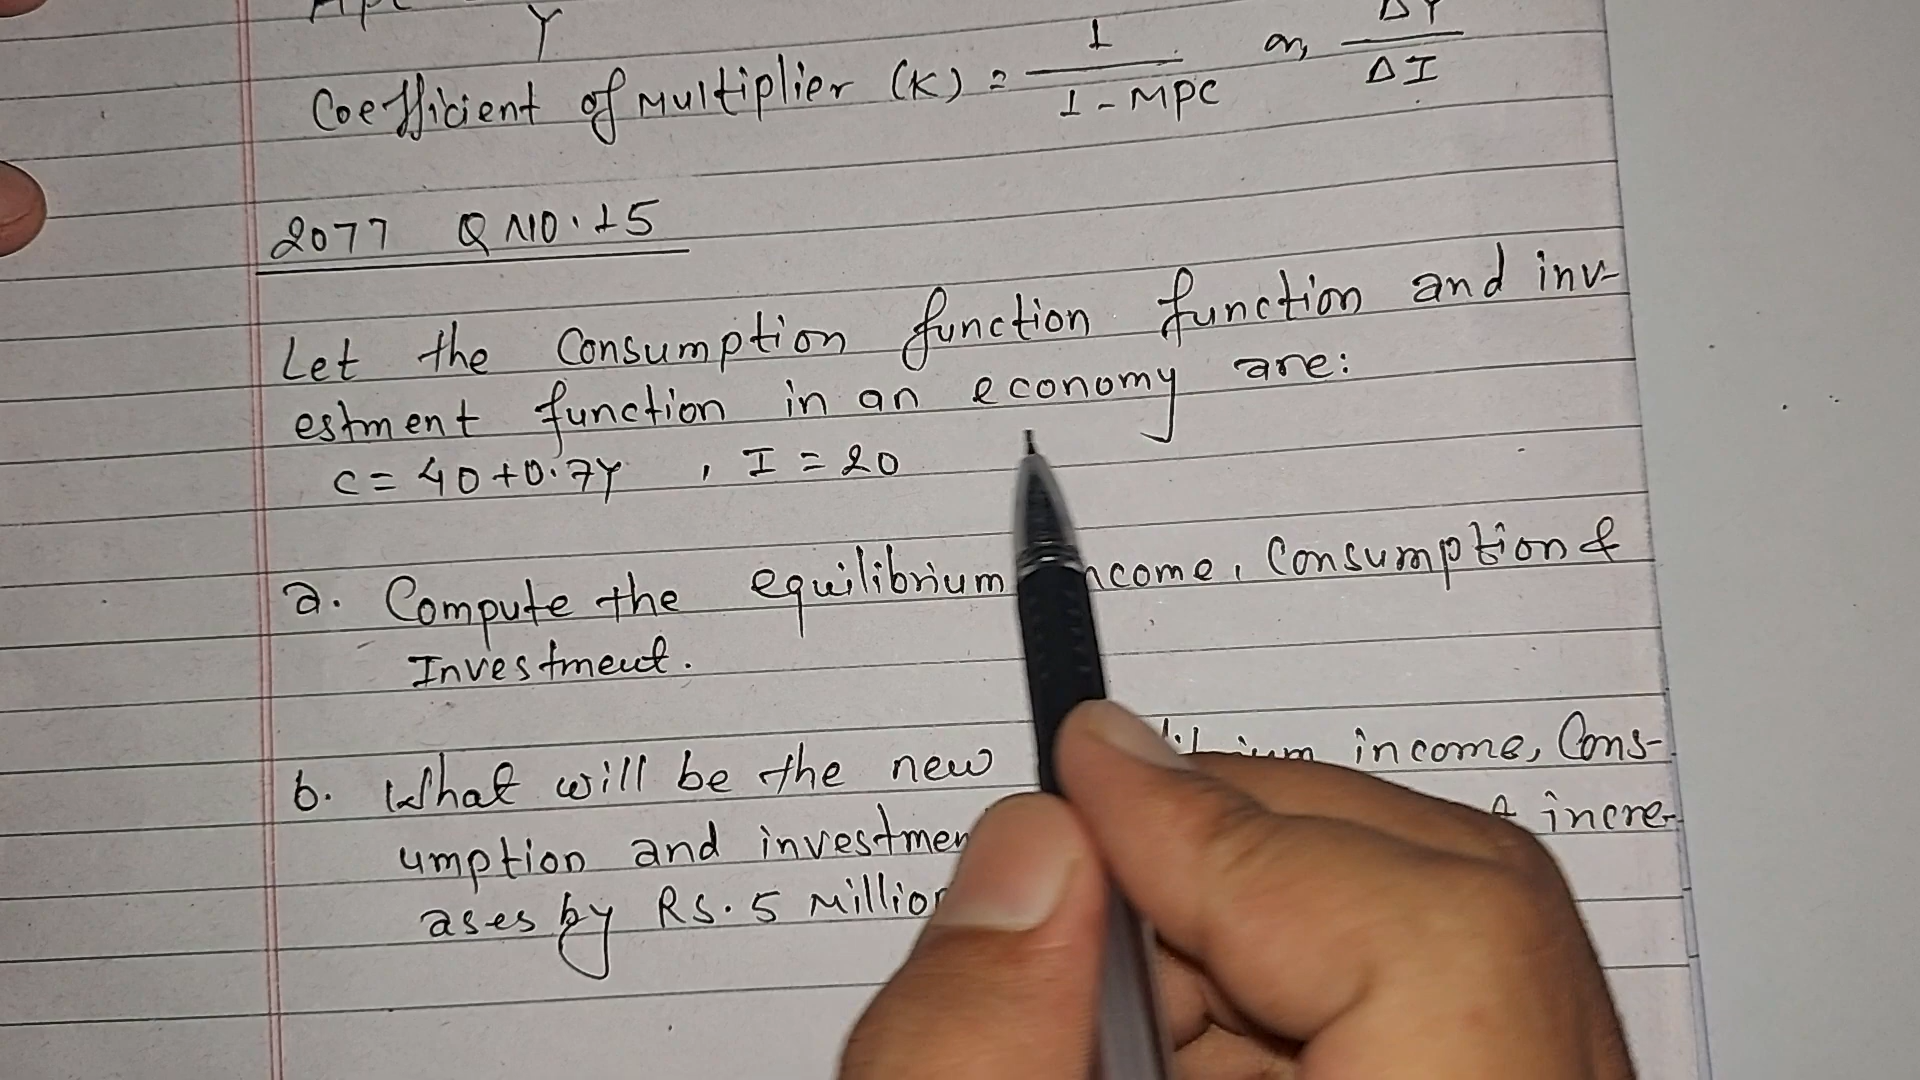 Y
Coefficient of Multiplier (K) = 1 / 1 - MPC or, ΔY / ΔI
2077 Q NO. 15
Let the Consumption function function and inv-
estment function in an economy are:
C = 40 + 0.7Y , I = 20
a. Compute the equilibrium ncome, Consumption &
Investment.
b. What will be the new income, Cons-
umption and investmen incre-
ases by RS. 5 Million